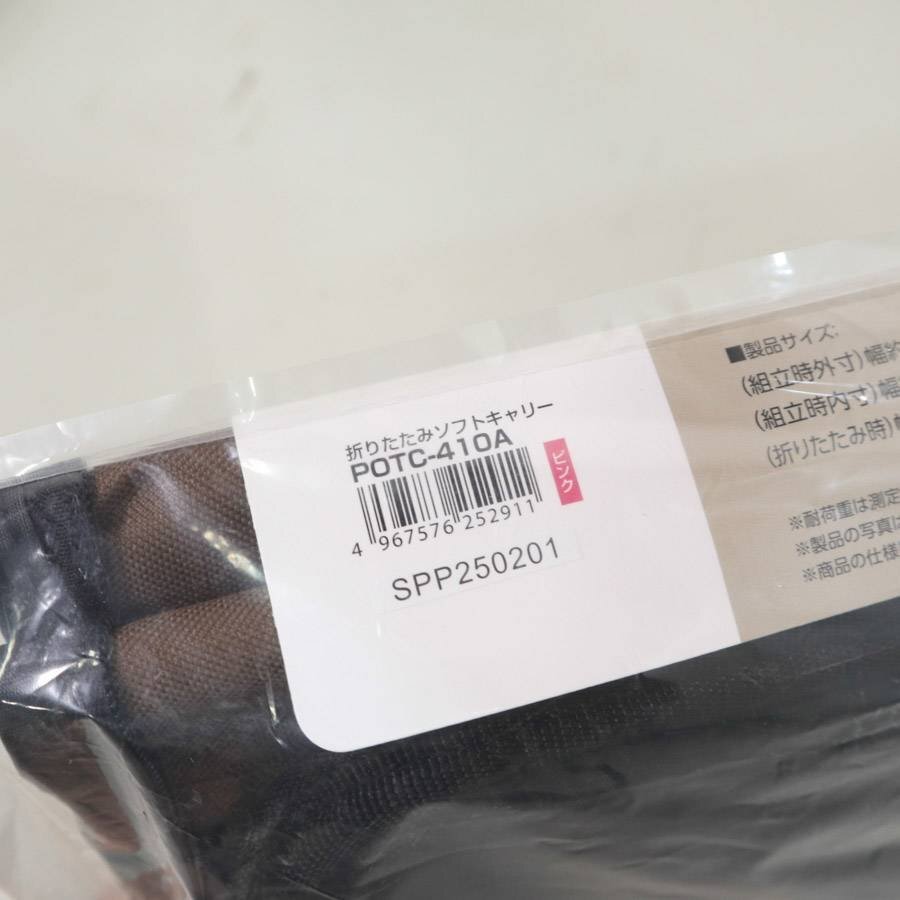 折りたたみソフトキャリー
POTC-410A
ピンク
4 967576 252911
SPP250201
■製品サイズ:
(組立時外寸)幅約
(組立時内寸)幅
(折りたたみ時)
※耐荷重は測定
※製品の写真は
※商品の仕様